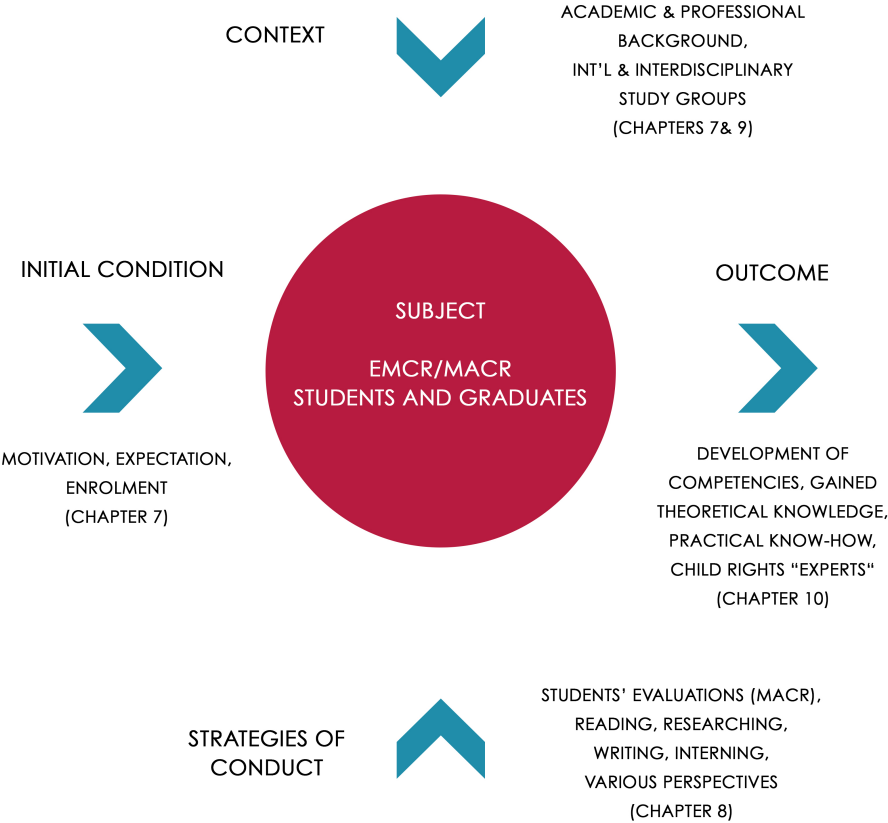 CONTEXT
ACADEMIC & PROFESSIONAL
BACKGROUND,
INT'L & INTERDISCIPLINARY
STUDY GROUPS
(CHAPTERS 7& 9)
INITIAL CONDITION
MOTIVATION, EXPECTATION,
ENROLMENT
(CHAPTER 7)
SUBJECT
EMCR/MACR
STUDENTS AND GRADUATES
OUTCOME
DEVELOPMENT OF
COMPETENCIES, GAINED
THEORETICAL KNOWLEDGE,
PRACTICAL KNOW-HOW,
CHILD RIGHTS “EXPERTS“
(CHAPTER 10)
STRATEGIES OF
CONDUCT
STUDENTS’ EVALUATIONS (MACR),
READING, RESEARCHING,
WRITING, INTERNING,
VARIOUS PERSPECTIVES
(CHAPTER 8)